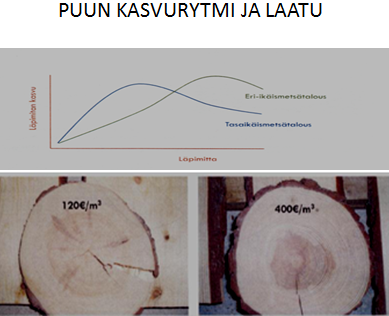 PUUN KASVURYTMI JA LAATU
Läpimitan kasvu
Eri-ikäismetsätalous
Tasaikäismetsätalous
Läpimitta
120€/m³
400€/m³